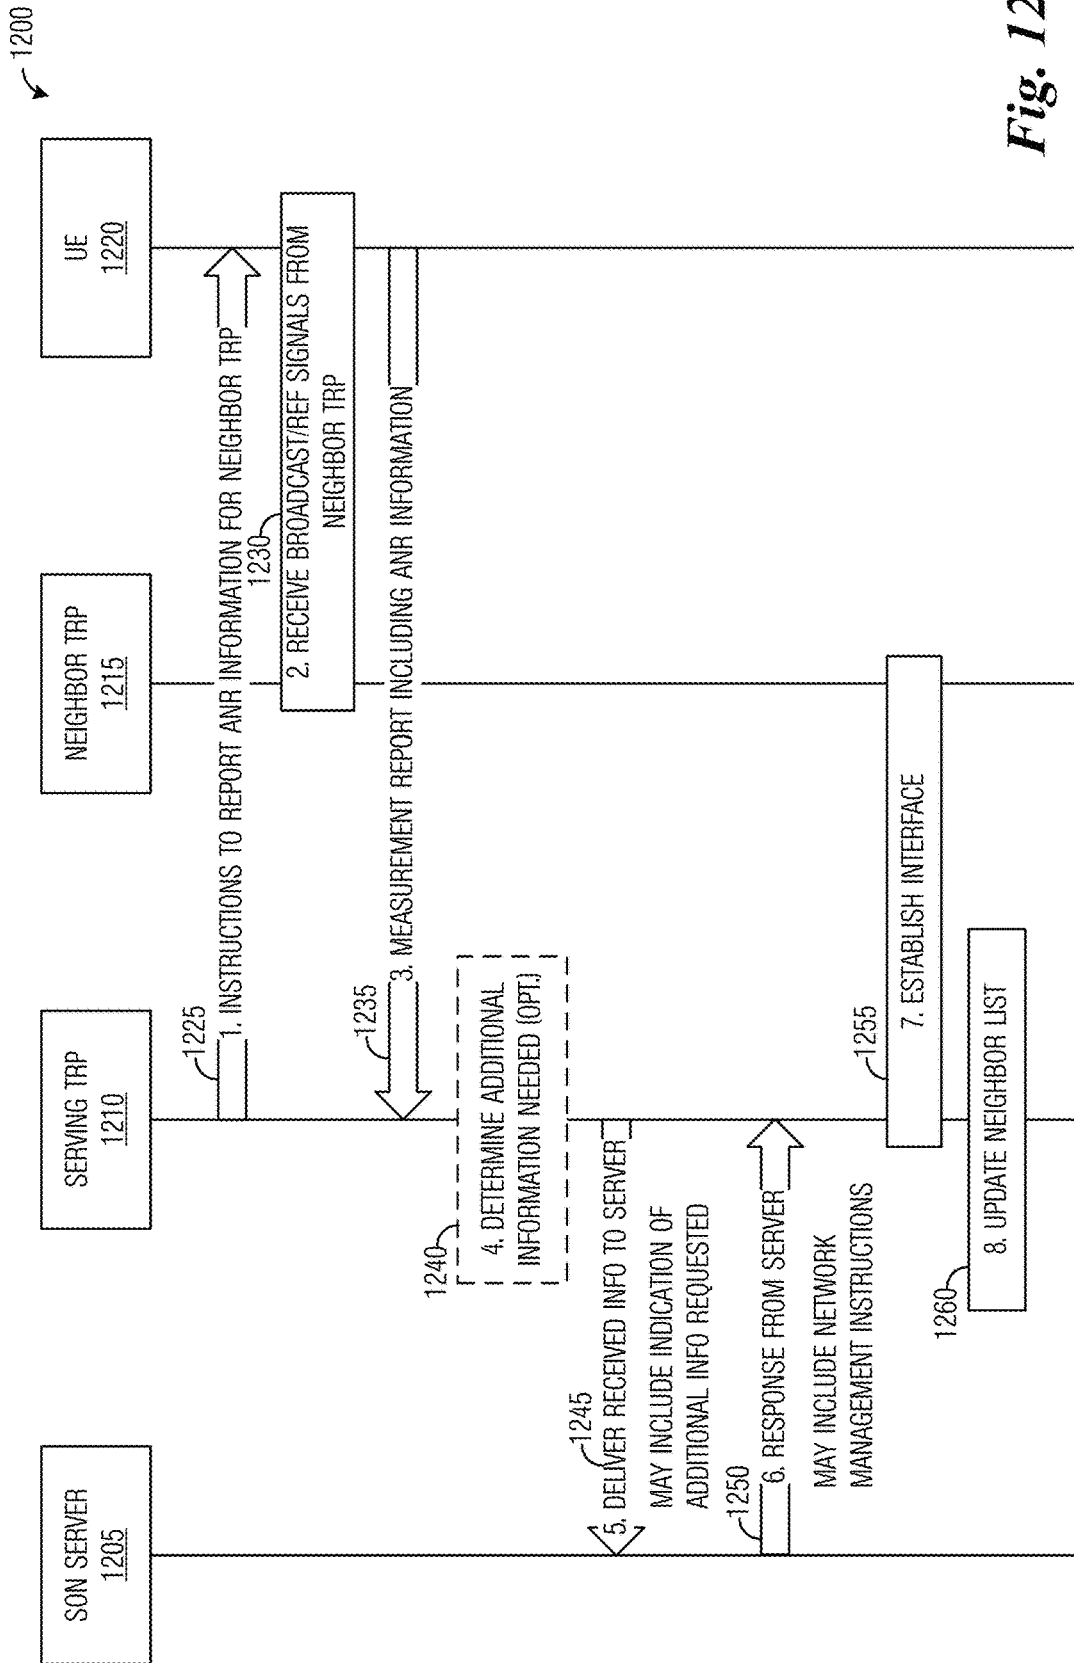 1200
SON SERVER
1205
SERVING TRP
1210
NEIGHBOR TRP
1215
UE
1220
1225
1. INSTRUCTIONS TO REPORT ANR INFORMATION FOR NEIGHBOR TRP
1230
2. RECEIVE BROADCAST/REF SIGNALS FROM
NEIGHBOR TRP
1235
3. MEASUREMENT REPORT INCLUDING ANR INFORMATION
1240
4. DETERMINE ADDITIONAL
INFORMATION NEEDED (OPT.)
1245
5. DELIVER RECEIVED INFO TO SERVER
MAY INCLUDE INDICATION OF
ADDITIONAL INFO REQUESTED
1250
6. RESPONSE FROM SERVER
MAY INCLUDE NETWORK
MANAGEMENT INSTRUCTIONS
1255
7. ESTABLISH INTERFACE
1260
8. UPDATE NEIGHBOR LIST
Fig. 12